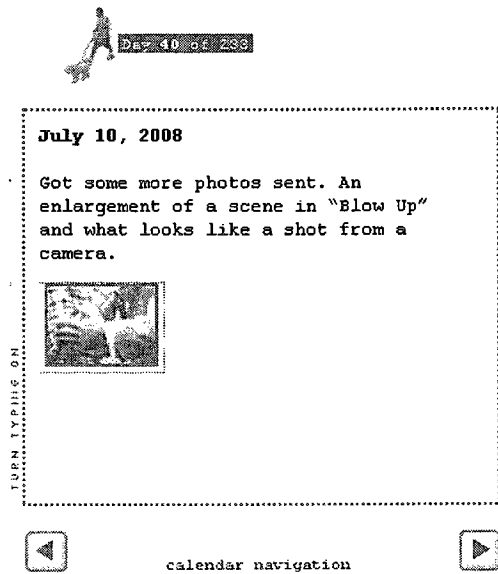 Day 40 of 233
July 10, 2008
Got some more photos sent. An
enlargement of a scene in “Blow Up”
and what looks like a shot from a
camera.
TURN TYPING ON
calendar navigation